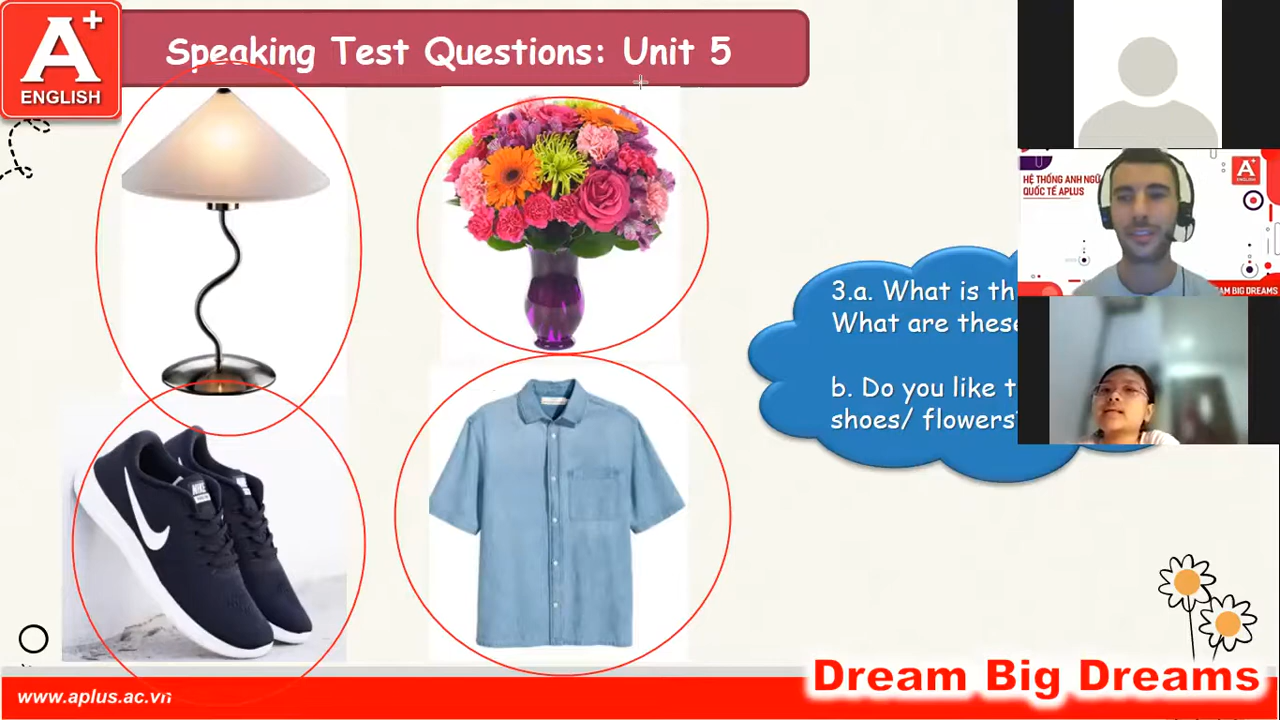 A+
ENGLISH
Speaking Test Questions: Unit 5
3.a. What is th
What are these
b. Do you like t
shoes/ flowers
HỆ THỐNG ANH NGỮ
QUỐC TẾ APLUS
A+
AM BIG DREAMS
NIKE
www.aplus.ac.vn
Dream Big Dreams